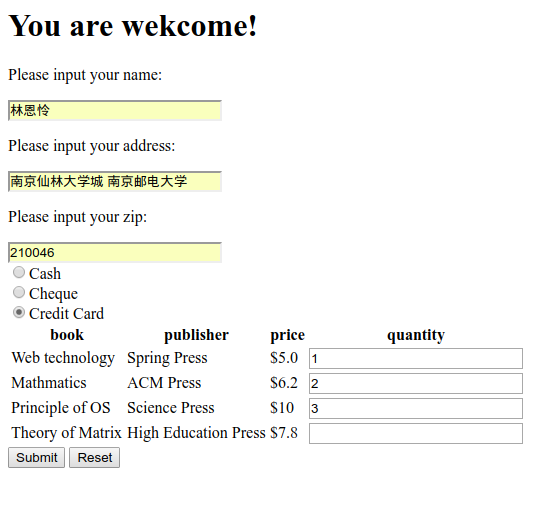 You are wekcome!
Please input your name:
林恩怜
Please input your address:
南京仙林大学城 南京邮电大学
Please input your zip:
210046
Cash
Cheque
Credit Card
book publisher price quantity
Web technology Spring Press $5.0 1
Mathmatics ACM Press $6.2 2
Principle of OS Science Press $10 3
Theory of Matrix High Education Press $7.8
Submit Reset